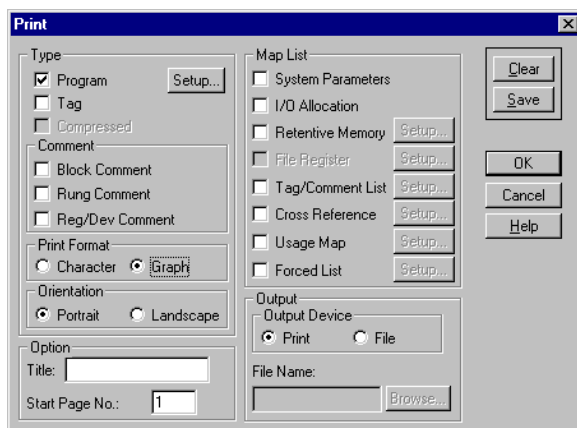 Print
Type
Program
Setup...
Tag
Compressed
Comment
Block Comment
Rung Comment
Reg/Dev Comment
Print Format
Character
Graph
Orientation
Portrait
Landscape
Option
Title:
Start Page No.:
1
Map List
System Parameters
I/O Allocation
Retentive Memory
Setup...
File Register
Setup...
Tag/Comment List
Setup...
Cross Reference
Setup...
Usage Map
Setup...
Forced List
Setup...
Output
Output Device
Print
File
File Name:
Browse...
Clear
Save
OK
Cancel
Help